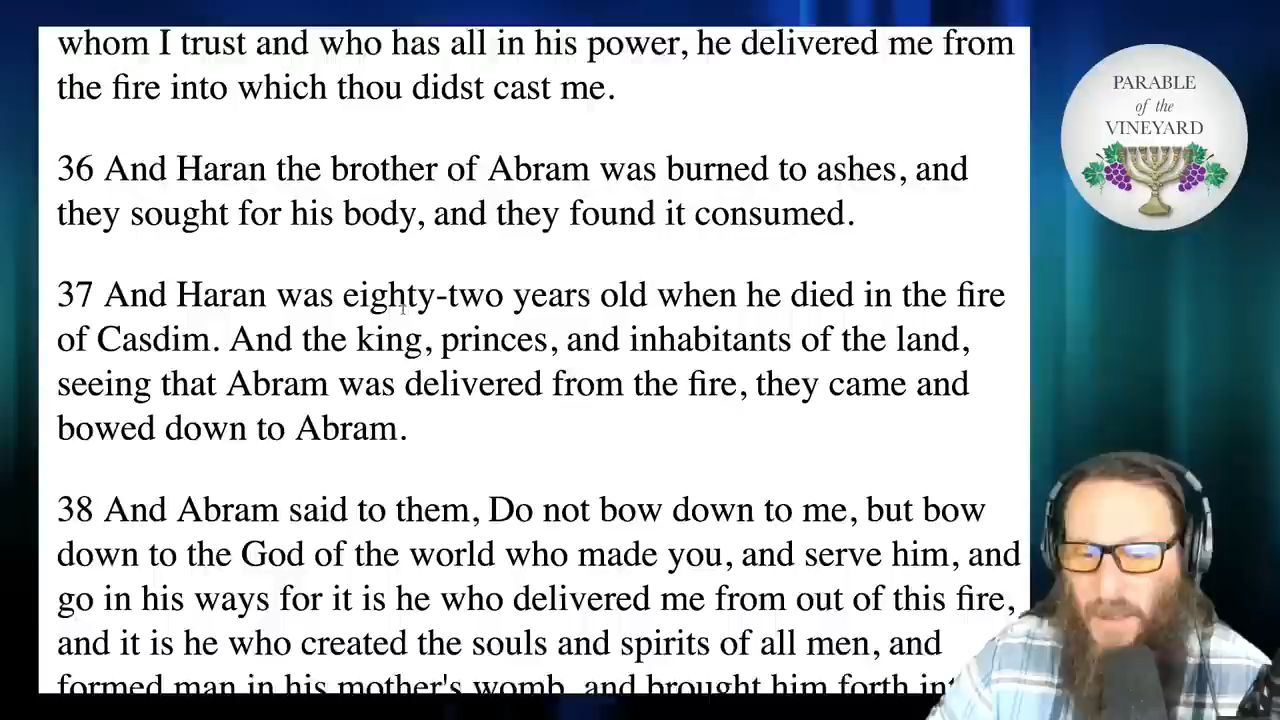 whom I trust and who has all in his power, he delivered me from
the fire into which thou didst cast me.
36 And Haran the brother of Abram was burned to ashes, and
they sought for his body, and they found it consumed.
37 And Haran was eighty-two years old when he died in the fire
of Casdim. And the king, princes, and inhabitants of the land,
seeing that Abram was delivered from the fire, they came and
bowed down to Abram.
38 And Abram said to them, Do not bow down to me, but bow
down to the God of the world who made you, and serve him, and
go in his ways for it is he who delivered me from out of this fire,
and it is he who created the souls and spirits of all men, and
formed man in his mother's womb, and brought him forth
PARABLE
of the
VINEYARD